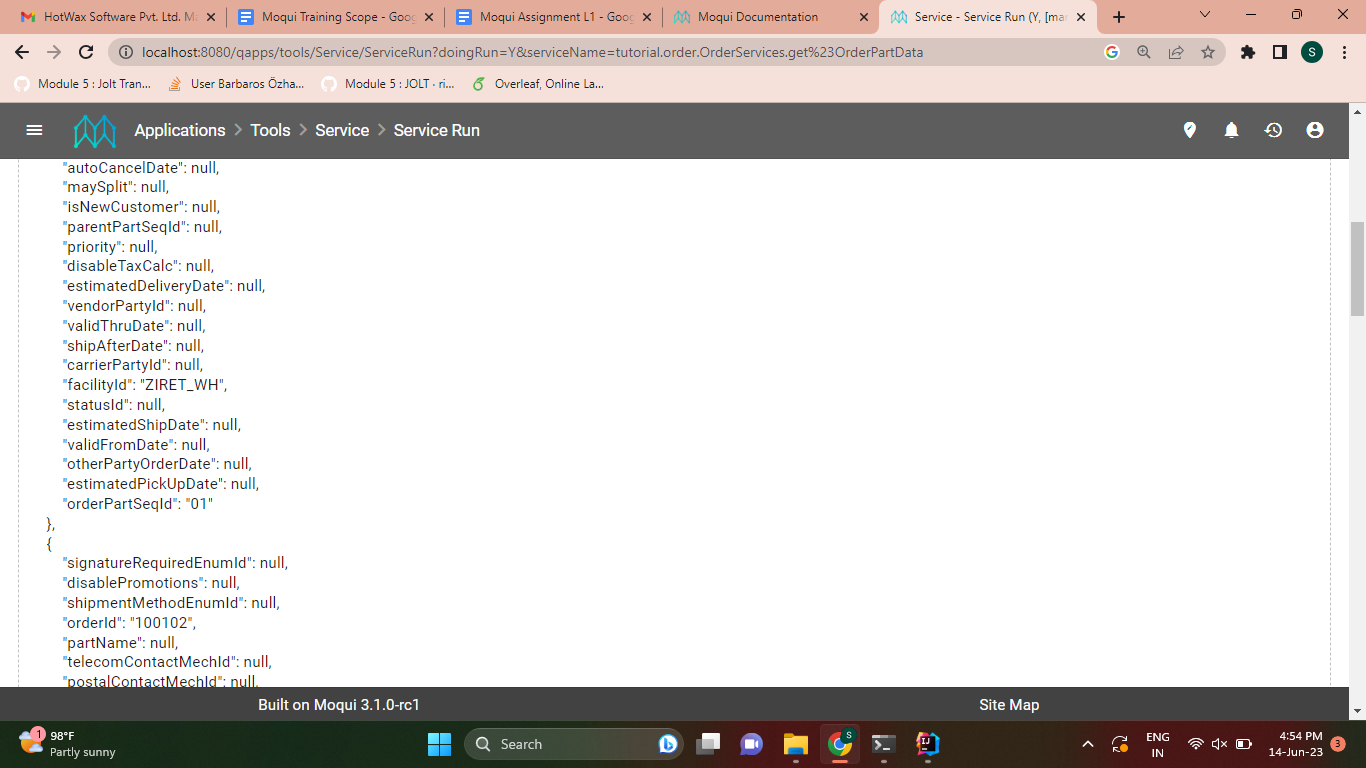 HotWax Software Pvt. Ltd. M
Moqui Training Scope - Goog
Moqui Assignment L1 - Goog
Moqui Documentation
Service - Service Run (Y, [mar
localhost:8080/qapps/tools/Service/ServiceRun?doingRun=Y&serviceName=tutorial.order.OrderServices.get%23OrderPartData
S
Module 5 : Jolt Tran...
User Barbaros Özha...
Module 5 : JOLT · ri...
Overleaf, Online La...
Applications > Tools > Service > Service Run
"autoCancelDate": null,
"maySplit": null,
"isNewCustomer": null,
"parentPartSeqId": null,
"priority": null,
"disableTaxCalc": null,
"estimatedDeliveryDate": null,
"vendorPartyId": null,
"validThruDate": null,
"shipAfterDate": null,
"carrierPartyId": null,
"facilityId": "ZIRET_WH",
"statusId": null,
"estimatedShipDate": null,
"validFromDate": null,
"otherPartyOrderDate": null,
"estimatedPickUpDate": null,
"orderPartSeqId": "01"
},
{
"signatureRequiredEnumId": null,
"disablePromotions": null,
"shipmentMethodEnumId": null,
"orderId": "100102",
"partName": null,
"telecomContactMechId": null,
"postalContactMechId": null,
Built on Moqui 3.1.0-rc1
Site Map
1
98°F
Partly sunny
Search
S
ENG
IN
4:54 PM
14-Jun-23
3